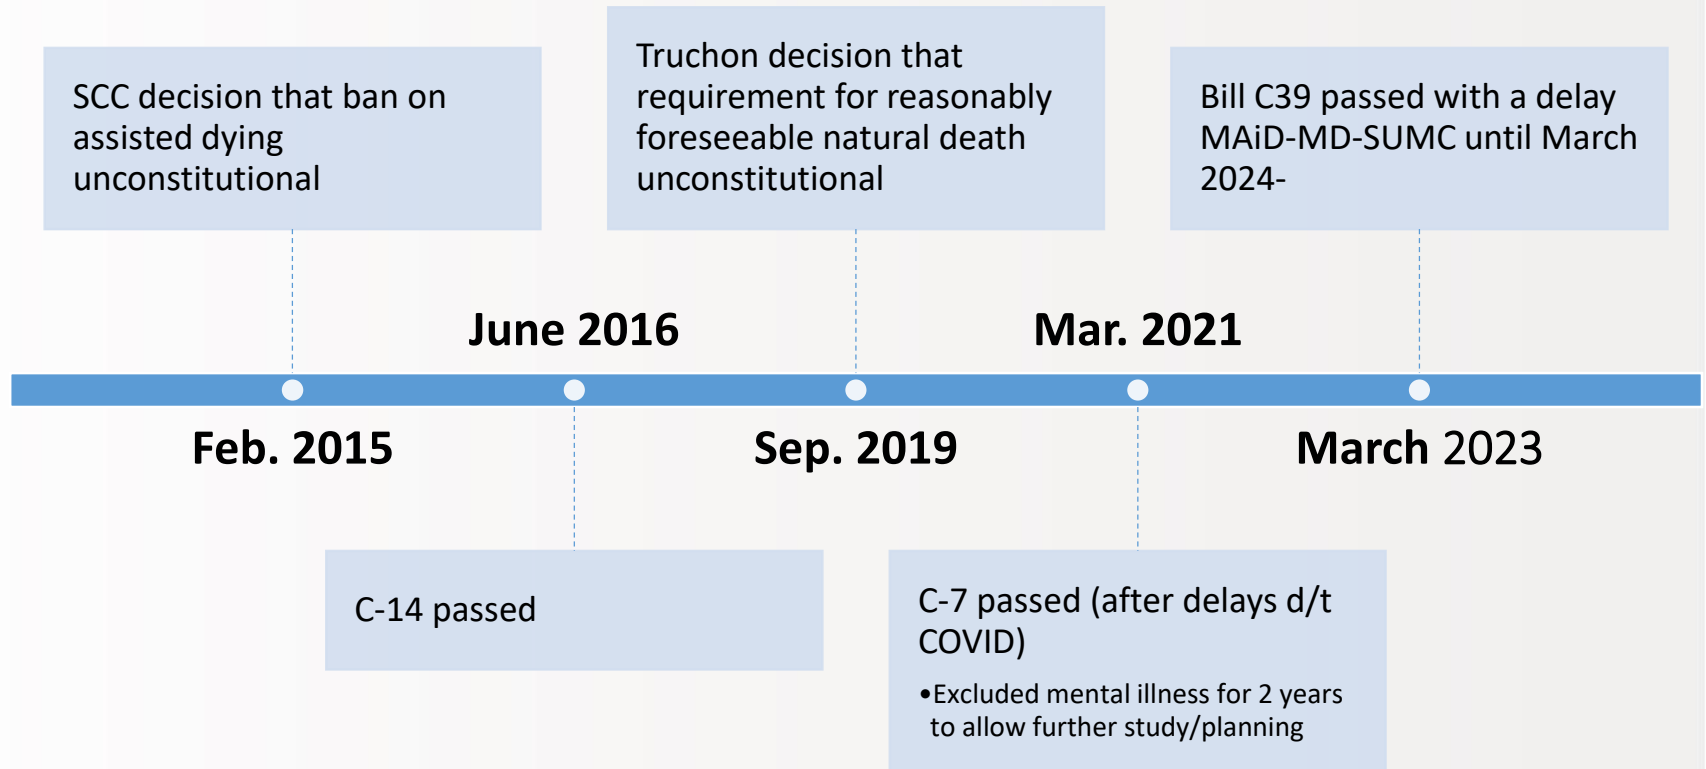 SCC decision that ban on
assisted dying
unconstitutional
Truchon decision that
requirement for reasonably
foreseeable natural death
unconstitutional
Bill C39 passed with a delay
MAiD-MD-SUMC until March
2024-
June 2016
Mar. 2021
Feb. 2015
Sep. 2019
March 2023
C-14 passed
C-7 passed (after delays d/t
COVID)
•Excluded mental illness for 2 years
to allow further study/planning